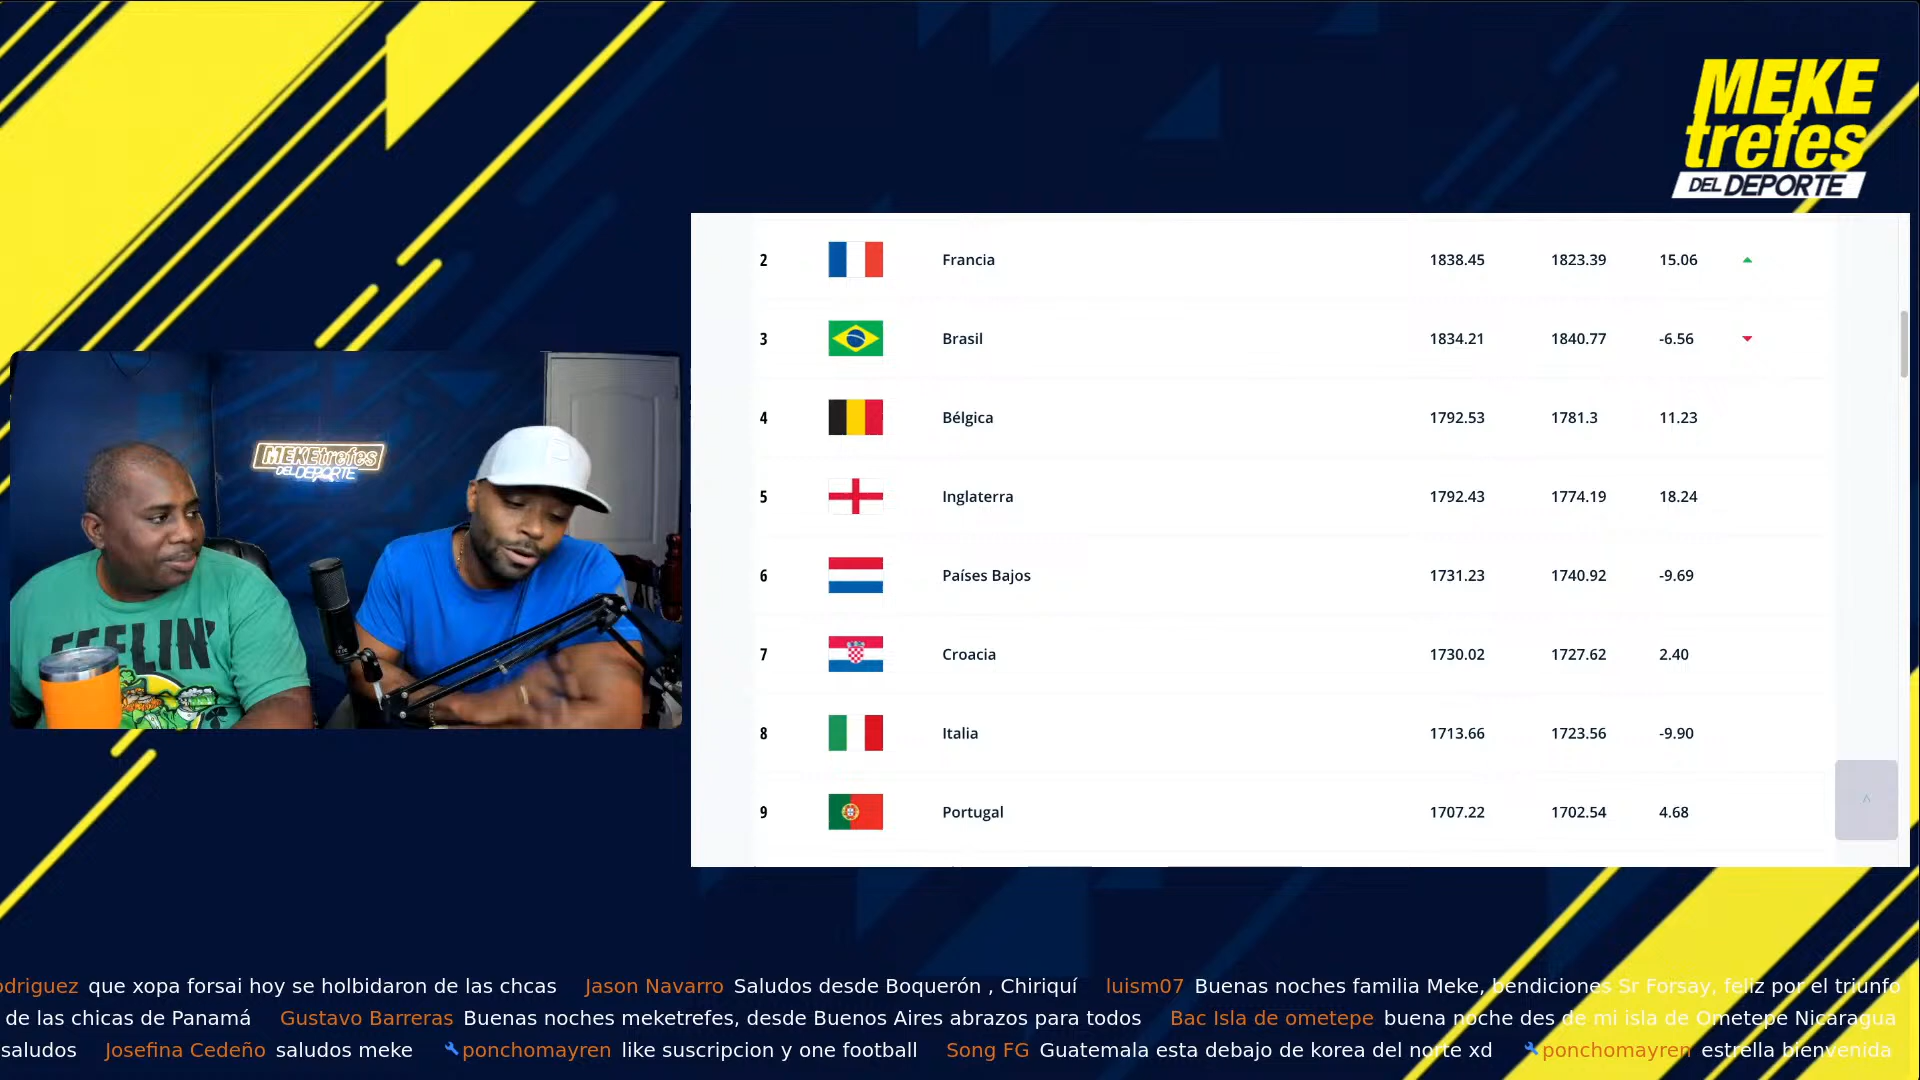 MEKE
trefes
DEL DEPORTE
2 Francia 1838.45 1823.39 15.06
3 Brasil 1834.21 1840.77 -6.56
4 Bélgica 1792.53 1781.3 11.23
5 Inglaterra 1792.43 1774.19 18.24
6 Países Bajos 1731.23 1740.92 -9.69
7 Croacia 1730.02 1727.62 2.40
8 Italia 1713.66 1723.56 -9.90
9 Portugal 1707.22 1702.54 4.68
MEKEtrefes
DEL DEPORTE
FEELIN'
odriguez que xopa forsai hoy se holbidaron de las chcas Jason Navarro Saludos desde Boquerón , Chiriquí luism07 Buenas noches familia Meke, bendiciones Sr Forsay, feliz por el triunfo
de las chicas de Panamá Gustavo Barreras Buenas noches meketrefes, desde Buenos Aires abrazos para todos Bac Isla de ometepe buena noche des de mi isla de Ometepe Nicaragua
saludos Josefina Cedeño saludos meke ponchomayren like suscripcion y one football Song FG Guatemala esta debajo de korea del norte xd ponchomayren estrella bienvenida